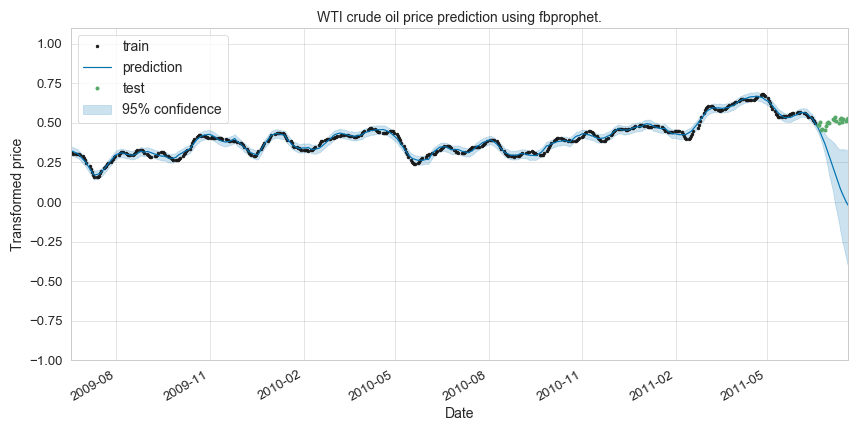 WTI crude oil price prediction using fbprophet.
train
prediction
test
95% confidence
Transformed price
1.00
0.75
0.50
0.25
0.00
−0.25
−0.50
−0.75
−1.00
2009-08
2009-11
2010-02
2010-05
2010-08
2010-11
2011-02
2011-05
Date